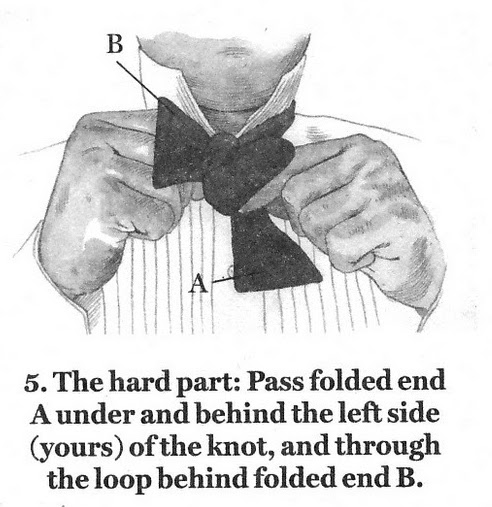 B
A
5. The hard part: Pass folded end
A under and behind the left side
(yours) of the knot, and through
the loop behind folded end B.